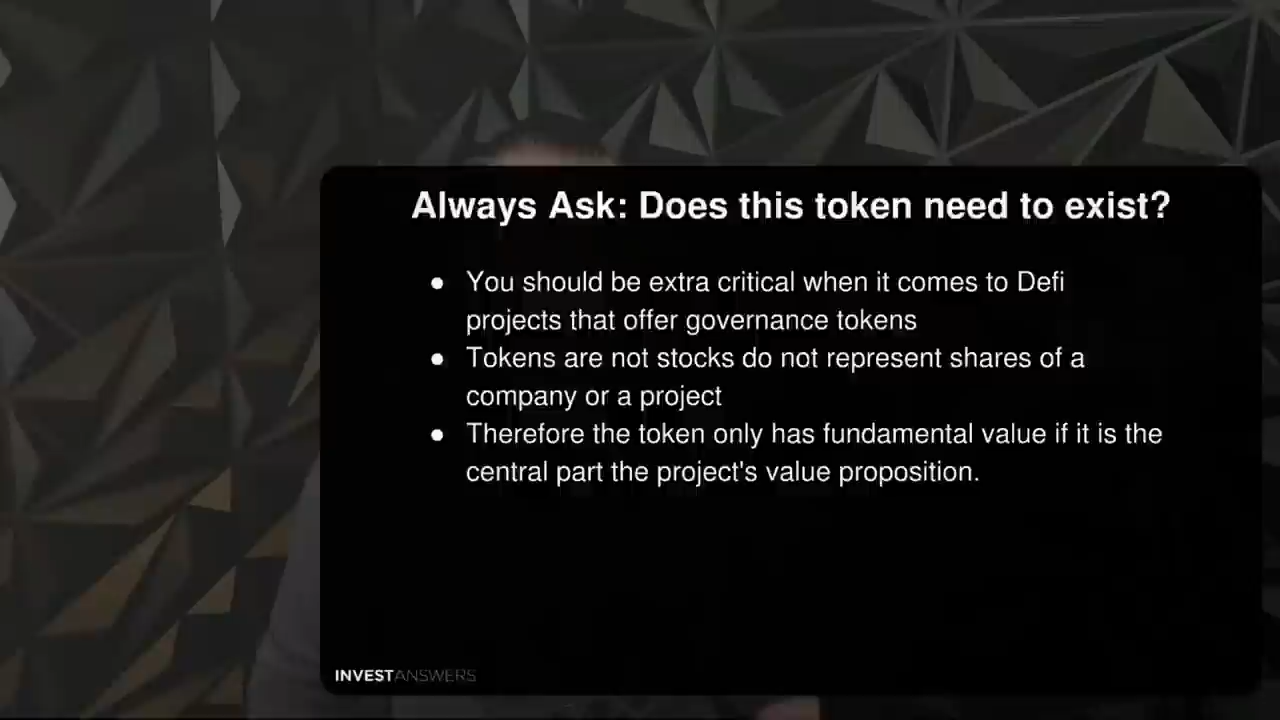 Always Ask: Does this token need to exist?
● You should be extra critical when it comes to Defi
projects that offer governance tokens
● Tokens are not stocks do not represent shares of a
company or a project
● Therefore the token only has fundamental value if it is the
central part the project's value proposition.
INVESTANSWERS